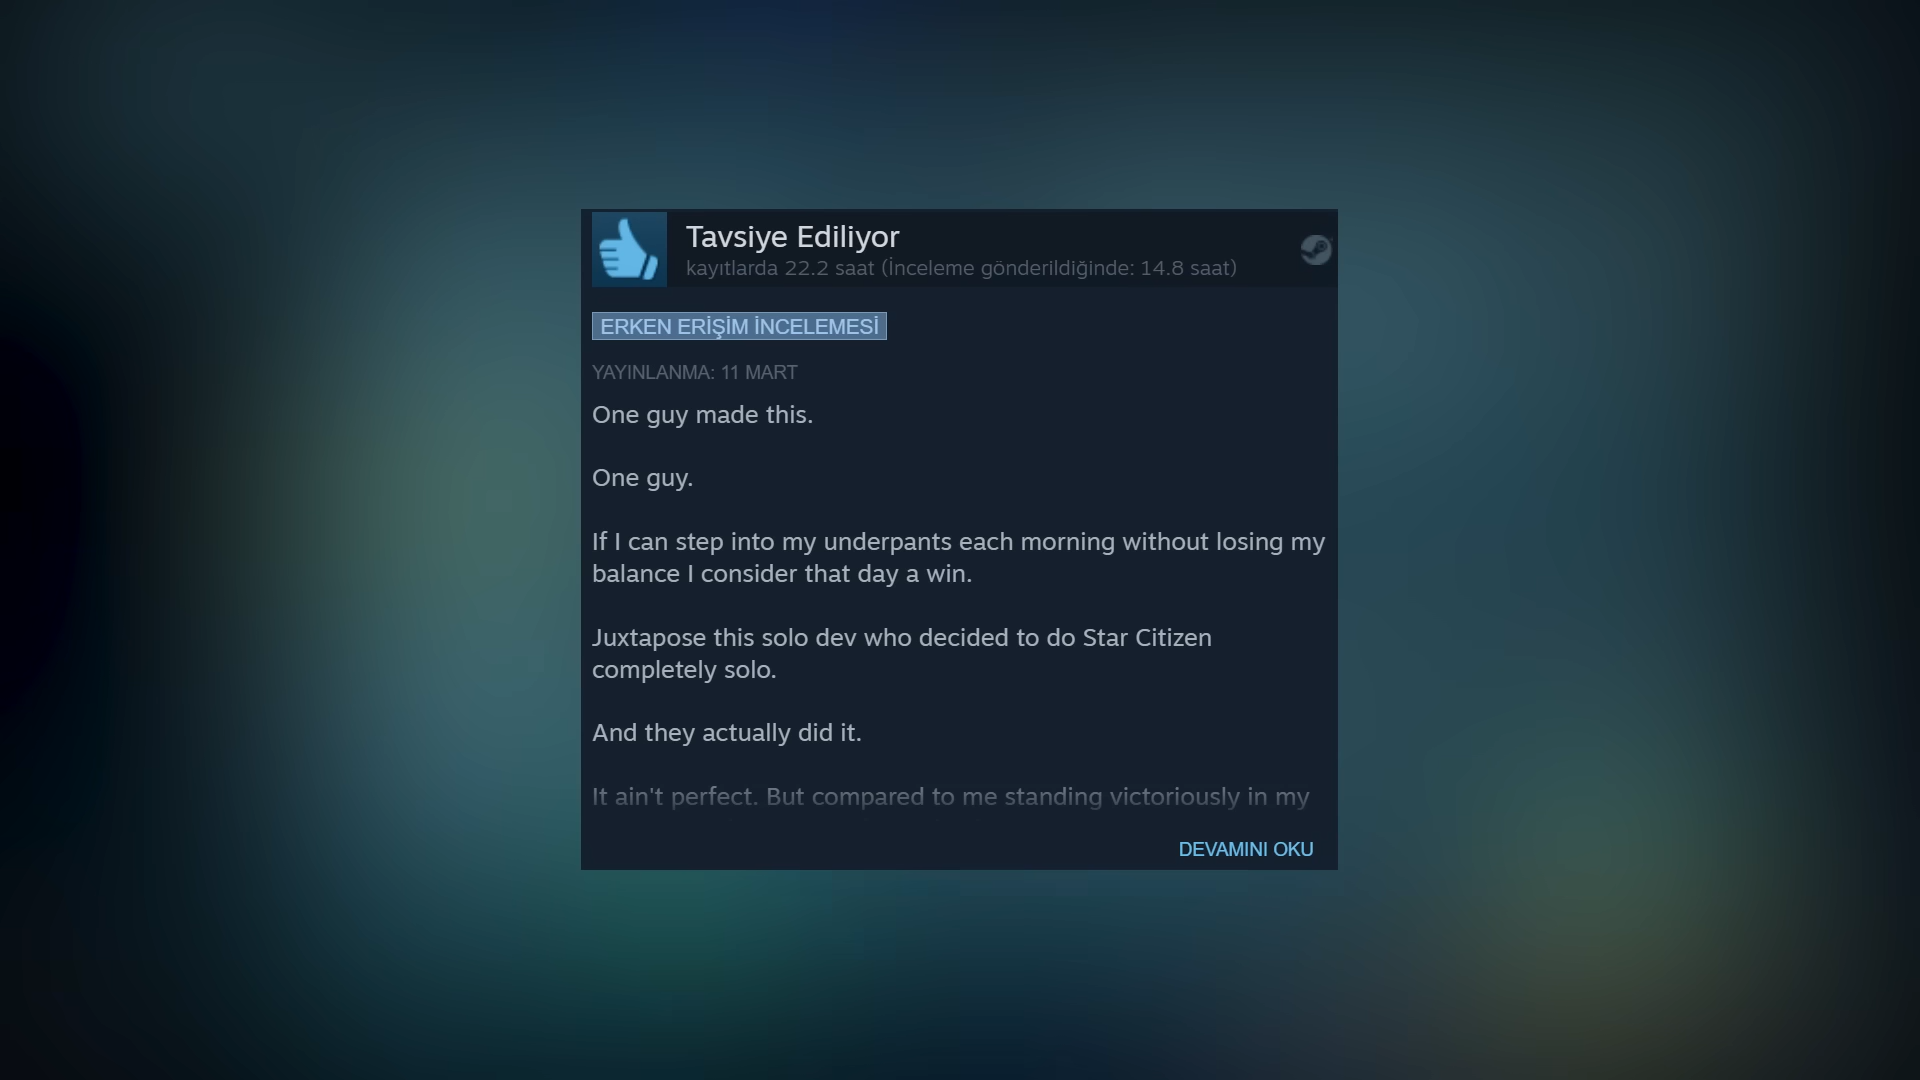 Tavsiye Ediliyor
kayıtlarda 22.2 saat (İnceleme gönderildiğinde: 14.8 saat)
ERKEN ERİŞİM İNCELEMESİ
YAYINLANMA: 11 MART
One guy made this.
One guy.
If I can step into my underpants each morning without losing my
balance I consider that day a win.
Juxtapose this solo dev who decided to do Star Citizen
completely solo.
And they actually did it.
It ain't perfect. But compared to me standing victoriously in my
DEVAMINI OKU